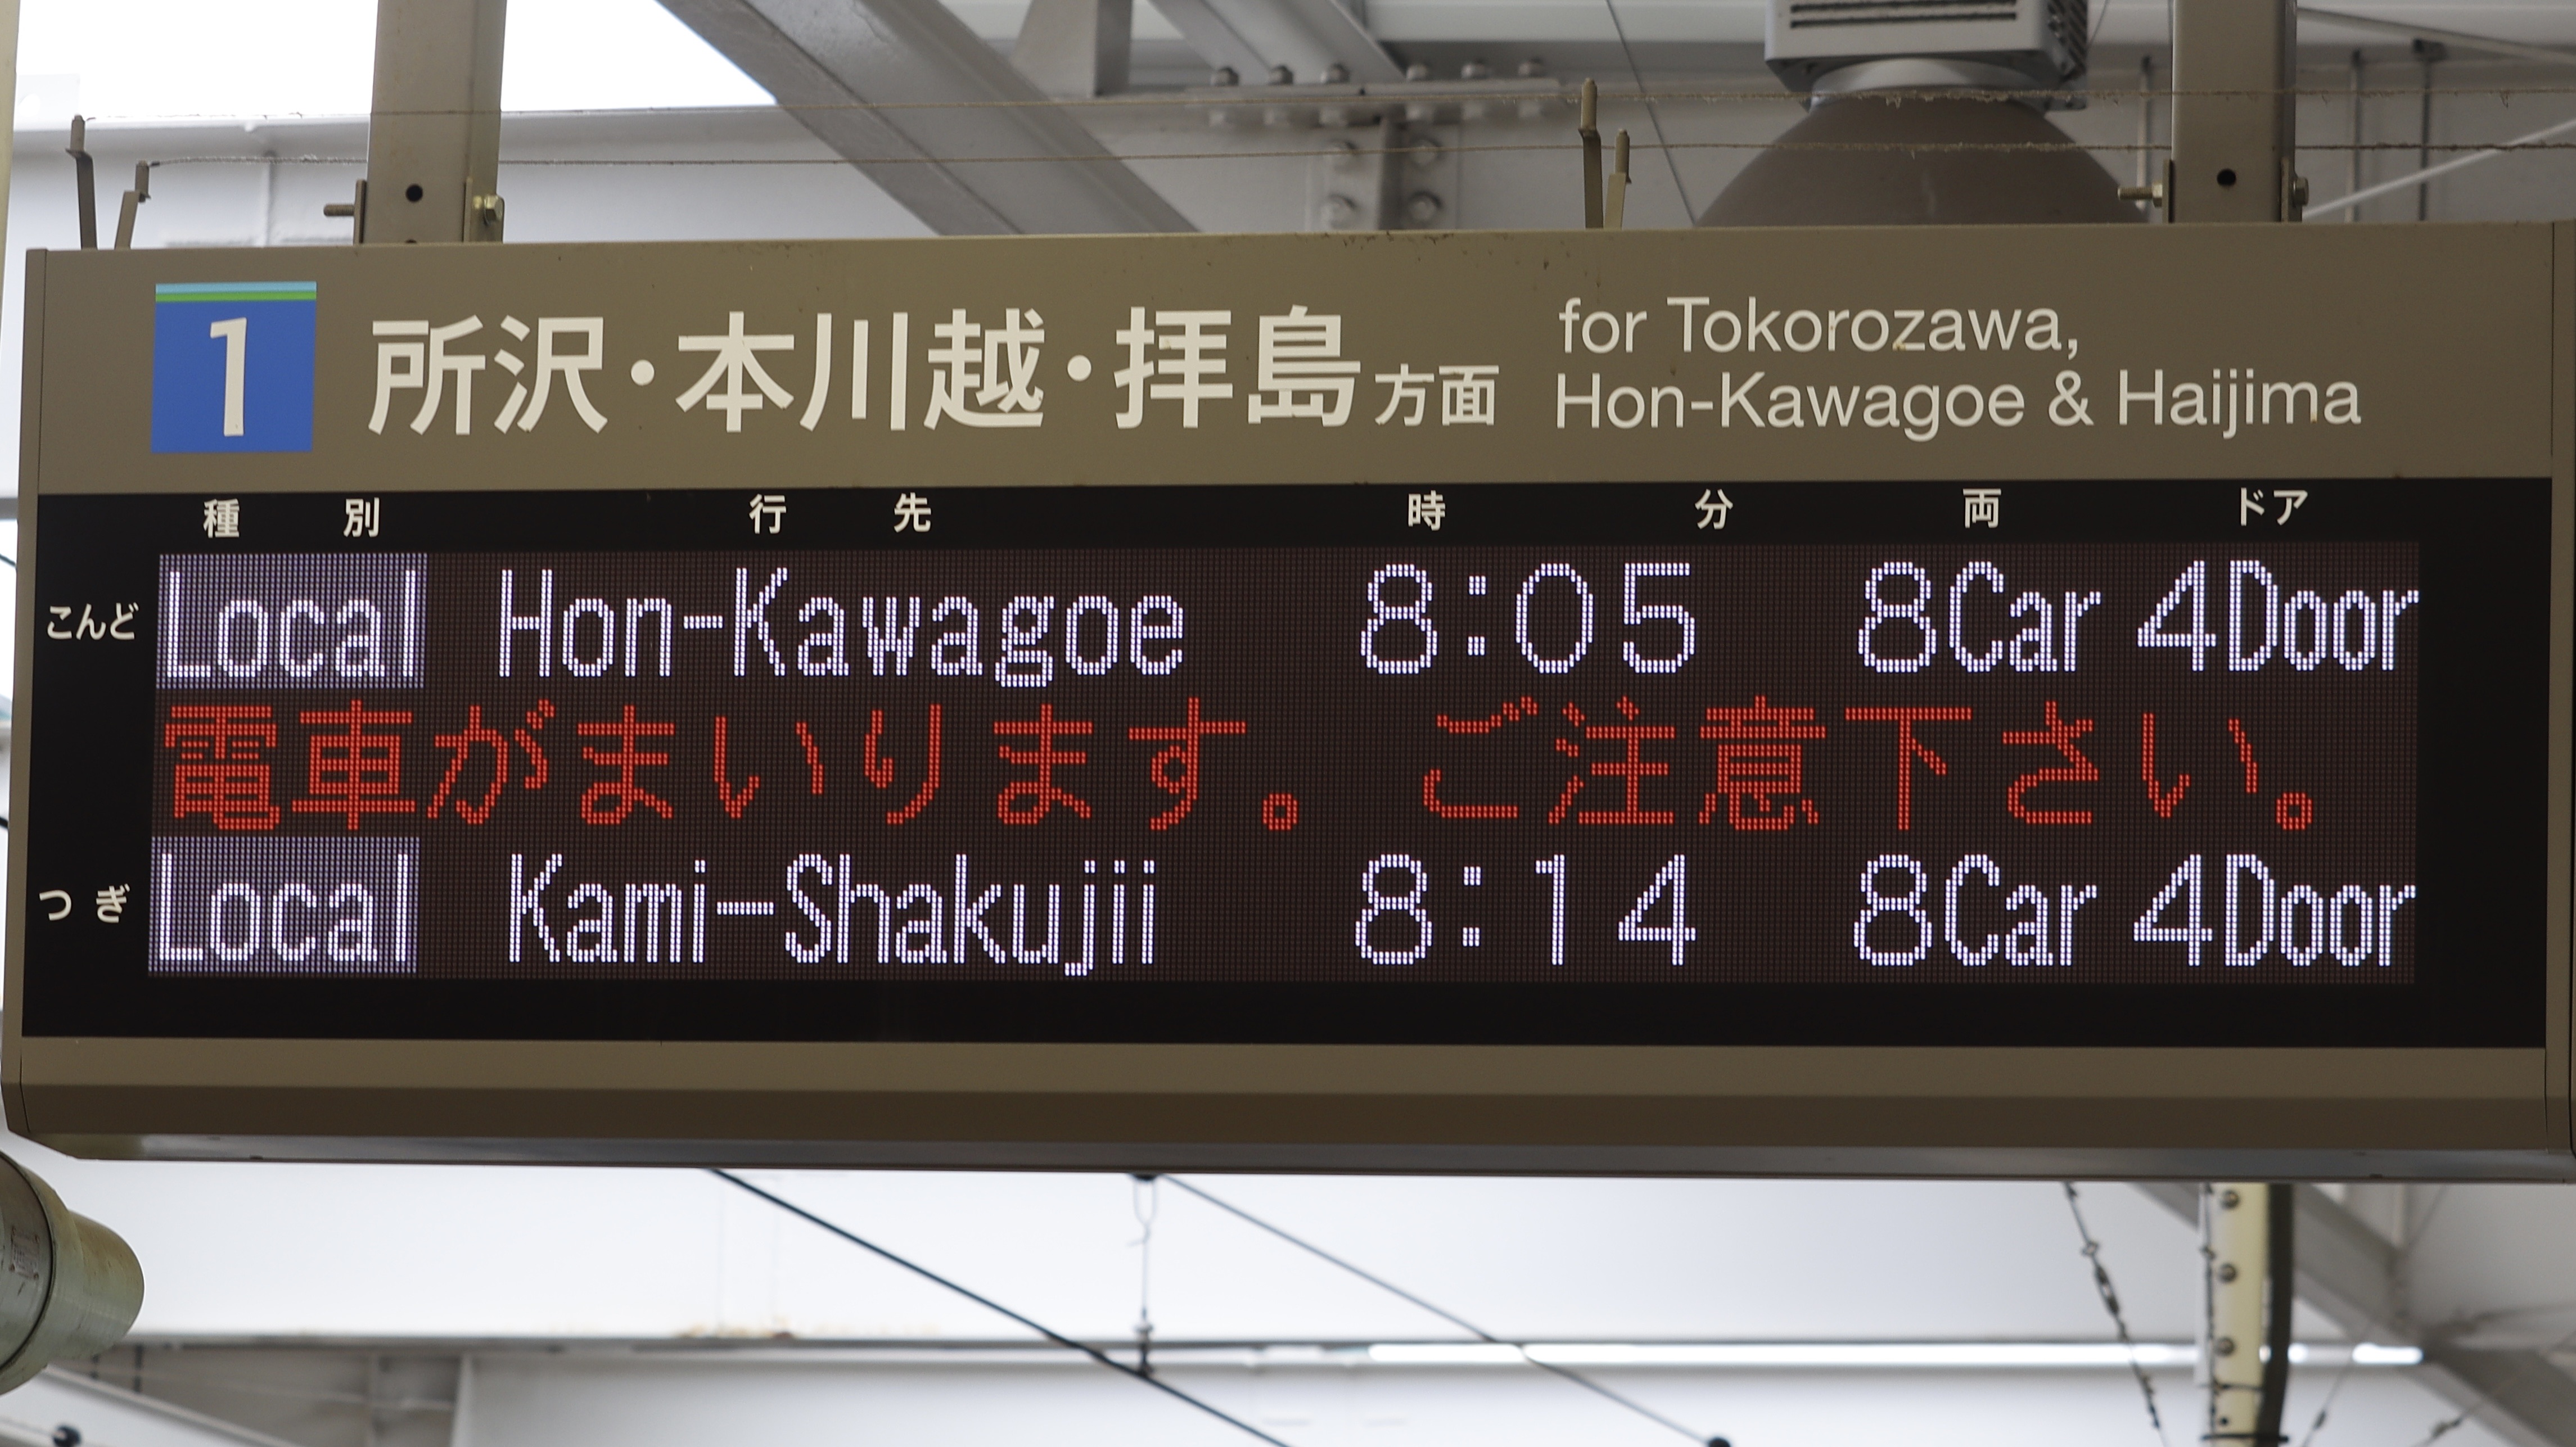 1 所沢・本川越・拝島方面 for Tokorozawa,
Hon-Kawagoe & Haijima
種別 行先 時 分 両 ドア
こんど Local Hon-Kawagoe 8:05 8Car 4Door
電車がまいります。 ご注意下さい。
つぎ Local Kami-Shakujii 8:14 8Car 4Door